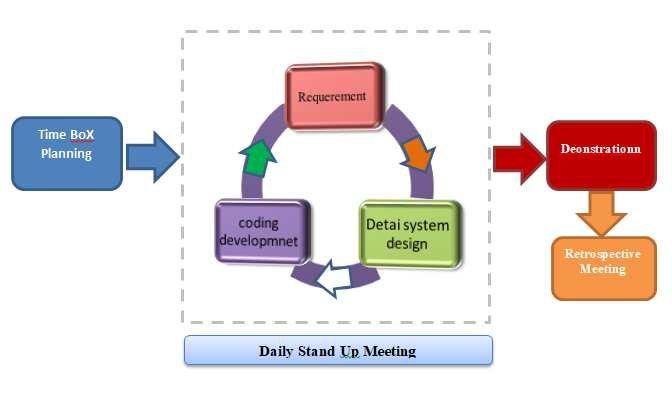 Time BoX
Planning
Requerement
Detai system
design
coding
developmnet
Deonstrationn
Retrospective
Meeting
Daily Stand Up Meeting